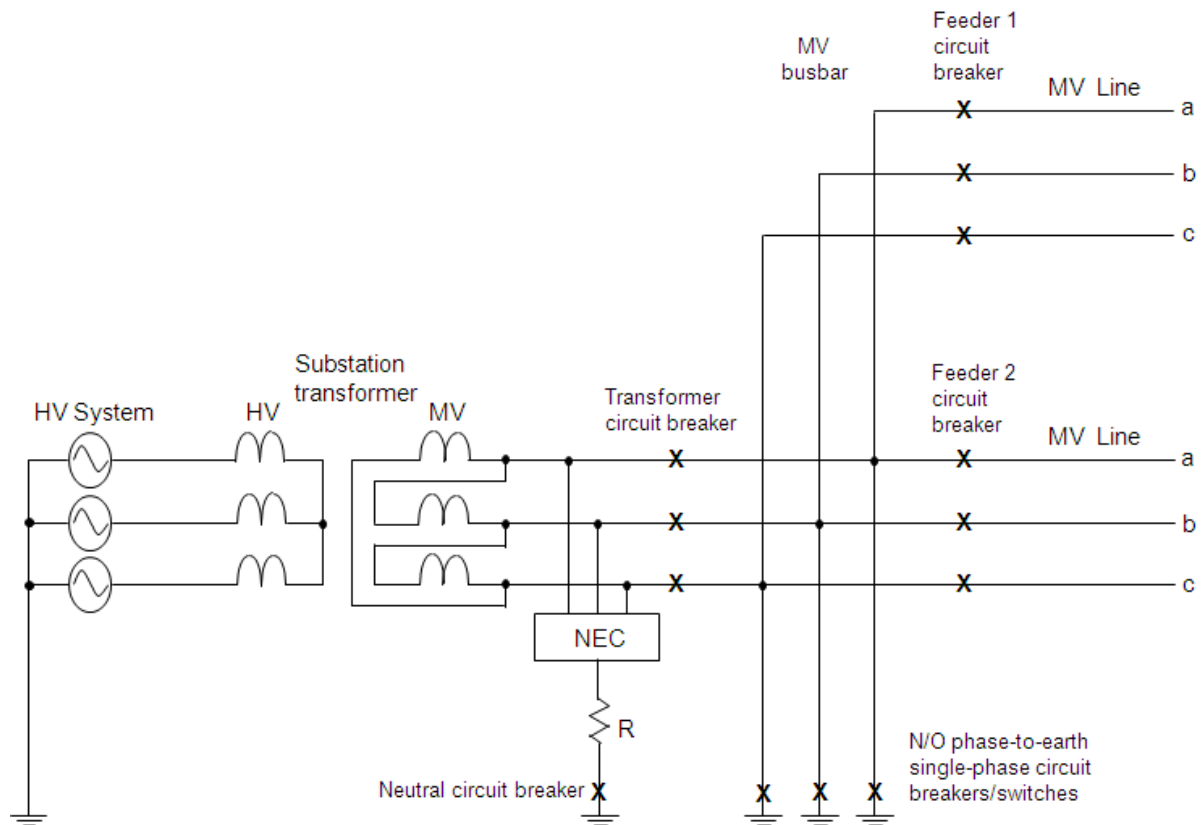 Feeder 1
circuit
breaker
MV
busbar
MV Line
a
X
b
X
c
X
Substation
transformer
HV System
HV
MV
Transformer
circuit breaker
Feeder 2
circuit
breaker
MV Line
X
X
a
X
X
b
X
X
c
NEC
R
Neutral circuit breaker
X
X
X
X
N/O phase-to-earth
single-phase circuit
breakers/switches